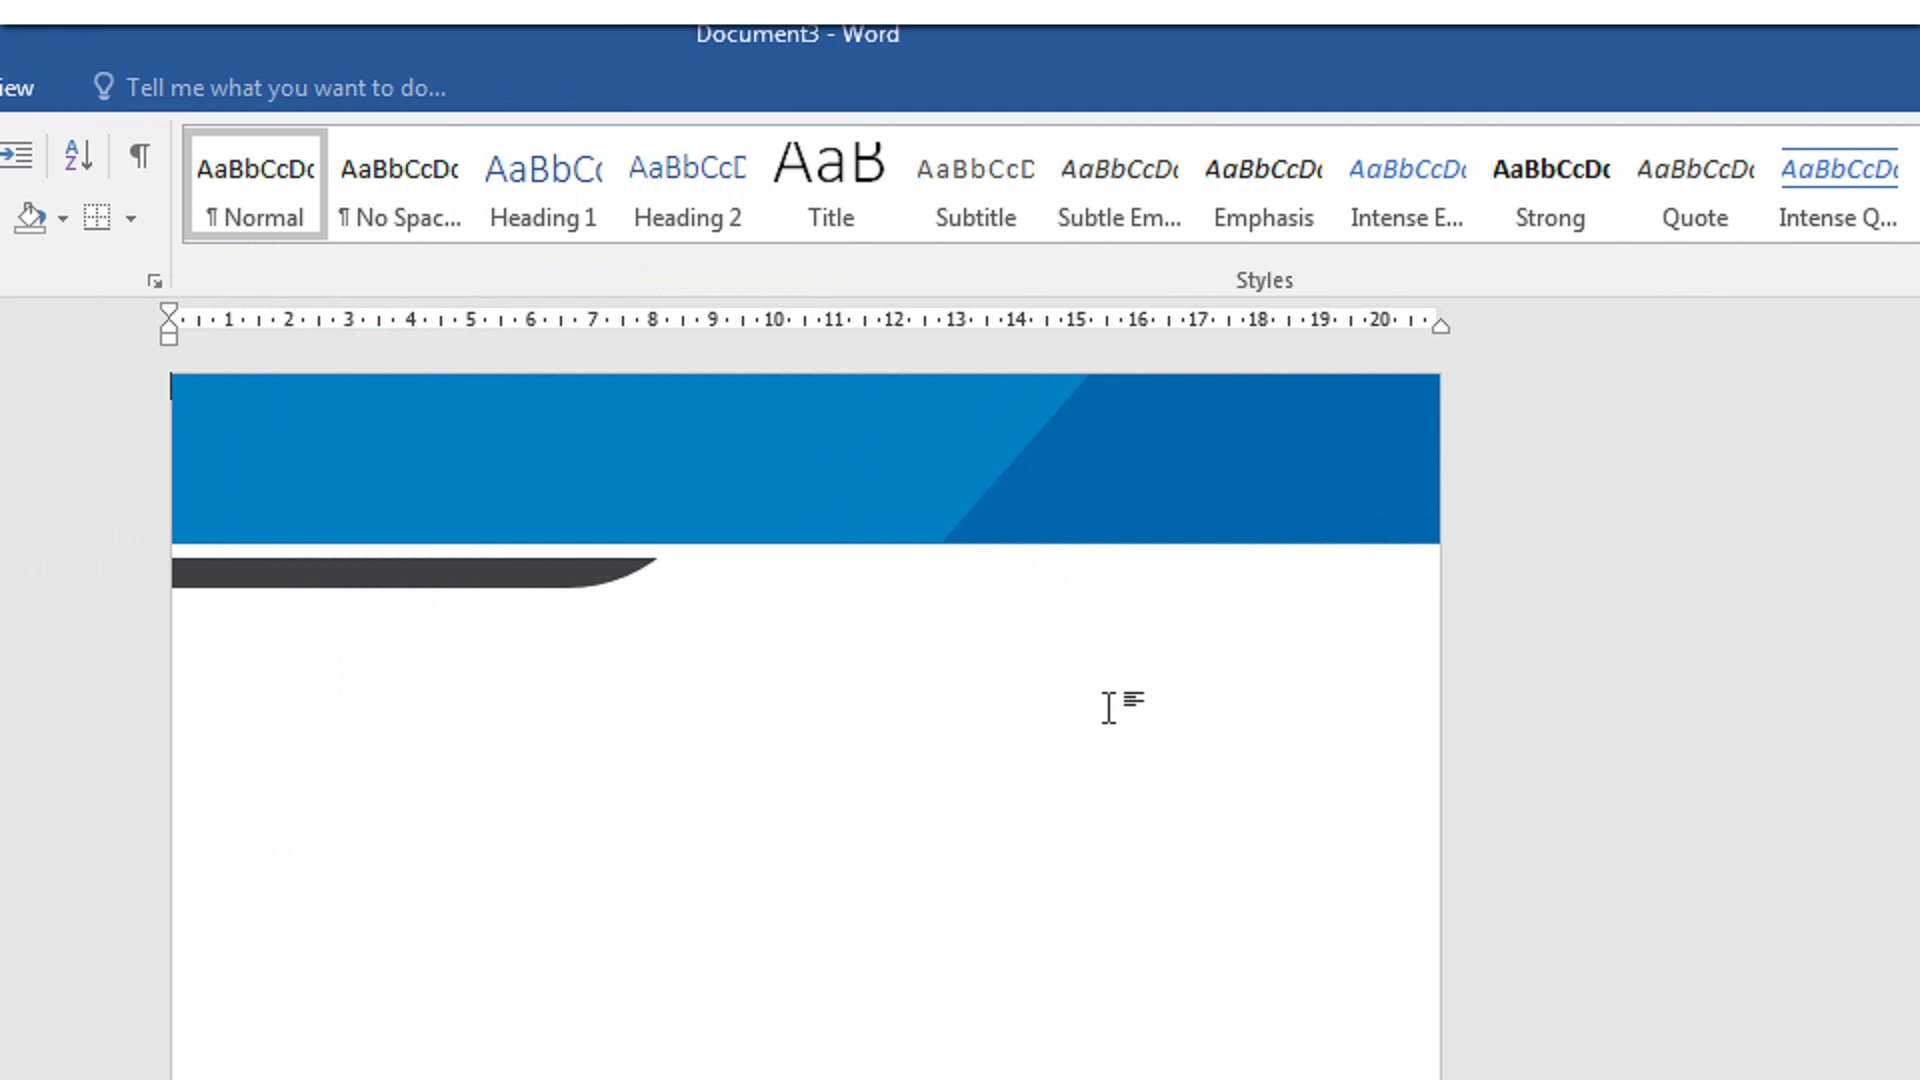 Document3 - Word
iew
Tell me what you want to do...
AaBbCcDc AaBbCcDc AaBbC( AaBbCcD AaB AaBbCcD AaBbCcDc AaBbCcDc AaBbCcDc AaBbCcDc AaBbCcDc AaBbCcDc
¶ Normal ¶ No Spac... Heading 1 Heading 2 Title Subtitle Subtle Em... Emphasis Intense E... Strong Quote Intense Q...
Styles
1 2 3 4 5 6 7 8 9 10 11 12 13 14 15 16 17 18 19 20